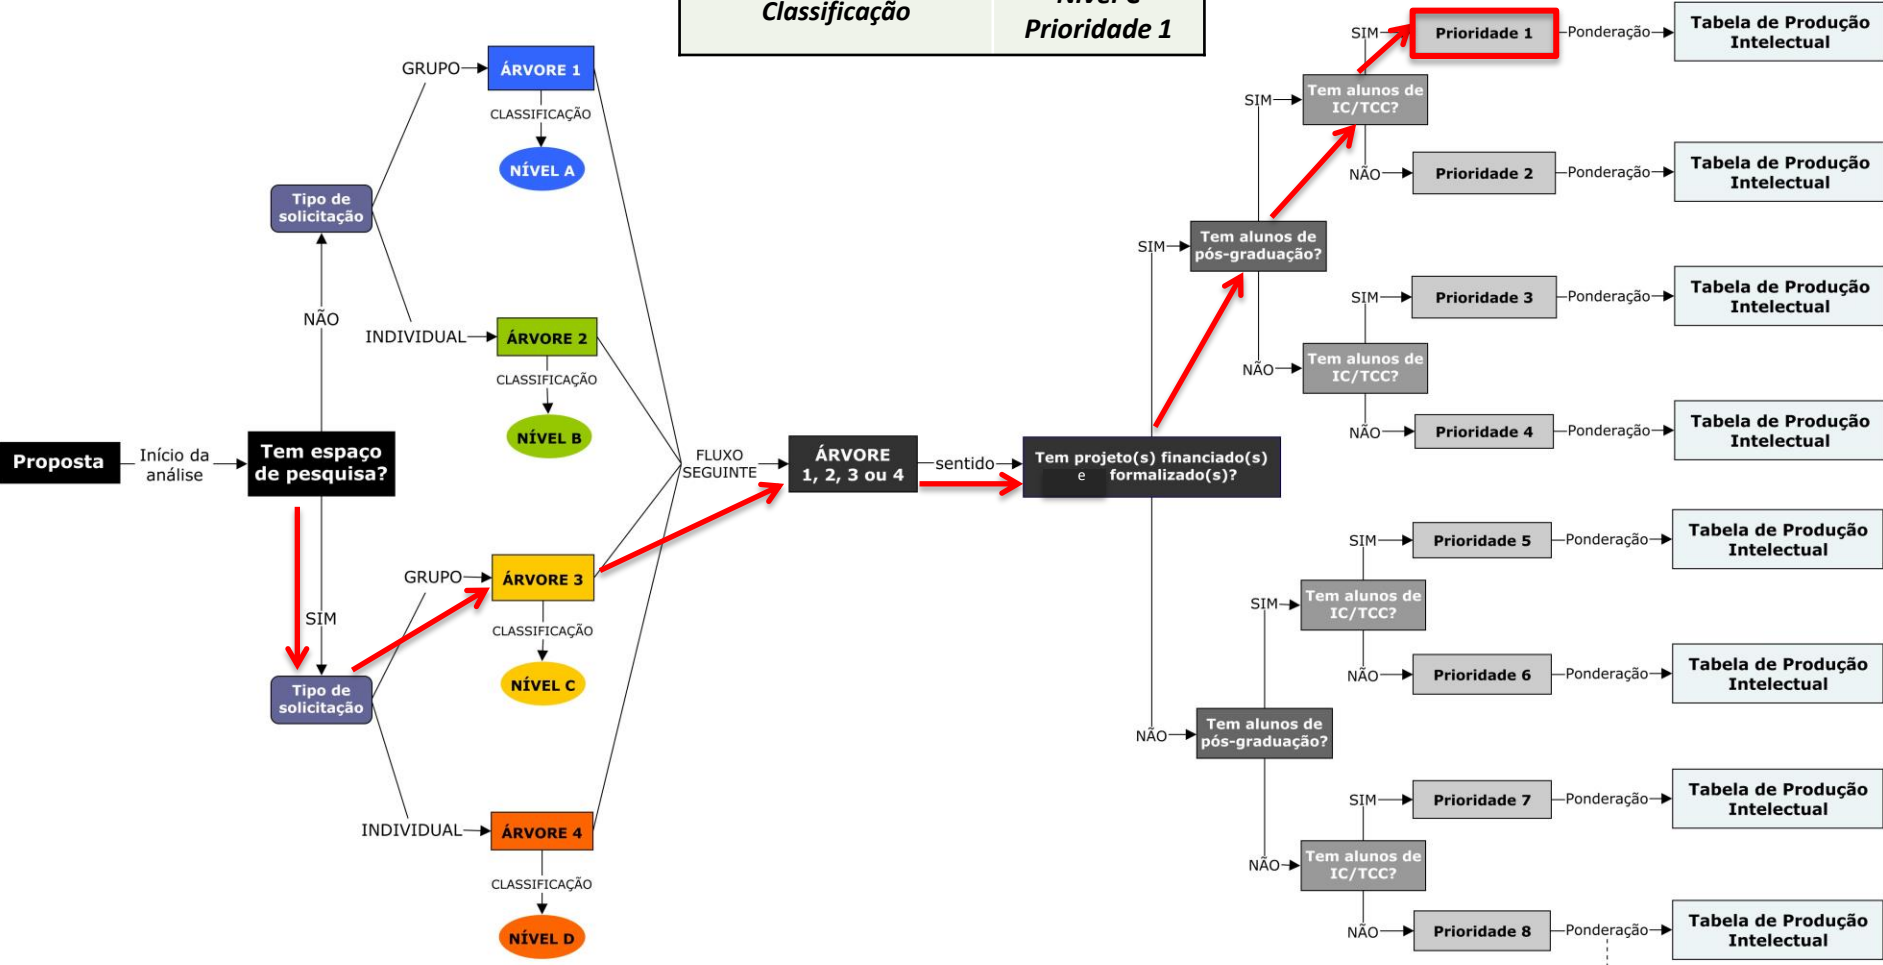 Classificação
Nível C
Prioridade 1
Proposta
Início da
análise
Tem espaço
de pesquisa?
NÃO
SIM
Tipo de
solicitação
GRUPO
ÁRVORE 1
CLASSIFICAÇÃO
NÍVEL A
INDIVIDUAL
ÁRVORE 2
CLASSIFICAÇÃO
NÍVEL B
Tipo de
solicitação
GRUPO
ÁRVORE 3
CLASSIFICAÇÃO
NÍVEL C
INDIVIDUAL
ÁRVORE 4
CLASSIFICAÇÃO
NÍVEL D
FLUXO
SEGUINTE
ÁRVORE
1, 2, 3 ou 4
sentido
Tem projeto(s) financiado(s)
e formalizado(s)?
SIM
Tem alunos de
pós-graduação?
SIM
Tem alunos de
IC/TCC?
SIM
Prioridade 1
Ponderação
Tabela de Produção
Intelectual
NÃO
Prioridade 2
Ponderação
Tabela de Produção
Intelectual
NÃO
Tem alunos de
IC/TCC?
SIM
Prioridade 3
Ponderação
Tabela de Produção
Intelectual
NÃO
Prioridade 4
Ponderação
Tabela de Produção
Intelectual
NÃO
Tem alunos de
pós-graduação?
SIM
Tem alunos de
IC/TCC?
SIM
Prioridade 5
Ponderação
Tabela de Produção
Intelectual
NÃO
Prioridade 6
Ponderação
Tabela de Produção
Intelectual
NÃO
Tem alunos de
IC/TCC?
SIM
Prioridade 7
Ponderação
Tabela de Produção
Intelectual
NÃO
Prioridade 8
Ponderação
Tabela de Produção
Intelectual